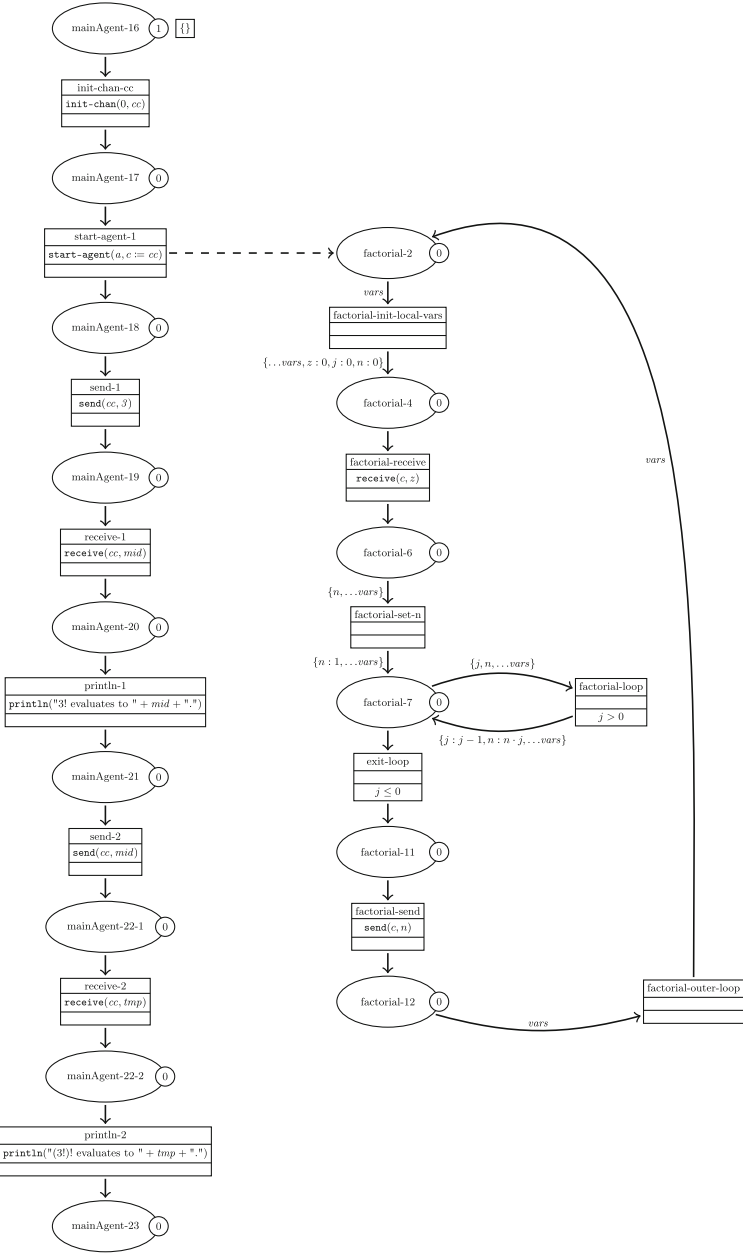 mainAgent-16 1 {}
init-chan-cc
init-chan(0, cc)
mainAgent-17 0
start-agent-1
start-agent(a, c := cc)
mainAgent-18 0
send-1
send(cc, 3)
mainAgent-19 0
receive-1
receive(cc, mid)
mainAgent-20 0
println-1
println("3! evaluates to " + mid + ".")
mainAgent-21 0
send-2
send(cc, mid)
mainAgent-22-1 0
receive-2
receive(cc, tmp)
mainAgent-22-2 0
println-2
println("(3!)! evaluates to " + tmp + ".")
mainAgent-23 0
factorial-2 0
vars
factorial-init-local-vars
{...vars, z : 0, j : 0, n : 0}
factorial-4 0
factorial-receive
receive(c, z)
factorial-6 0
{n, ...vars}
factorial-set-n
{n : 1, ...vars}
factorial-7 0
{j, n, ...vars}
factorial-loop
j > 0
{j : j − 1, n : n · j, ...vars}
exit-loop
j ≤ 0
factorial-11 0
factorial-send
send(c, n)
factorial-12 0
vars
factorial-outer-loop
vars